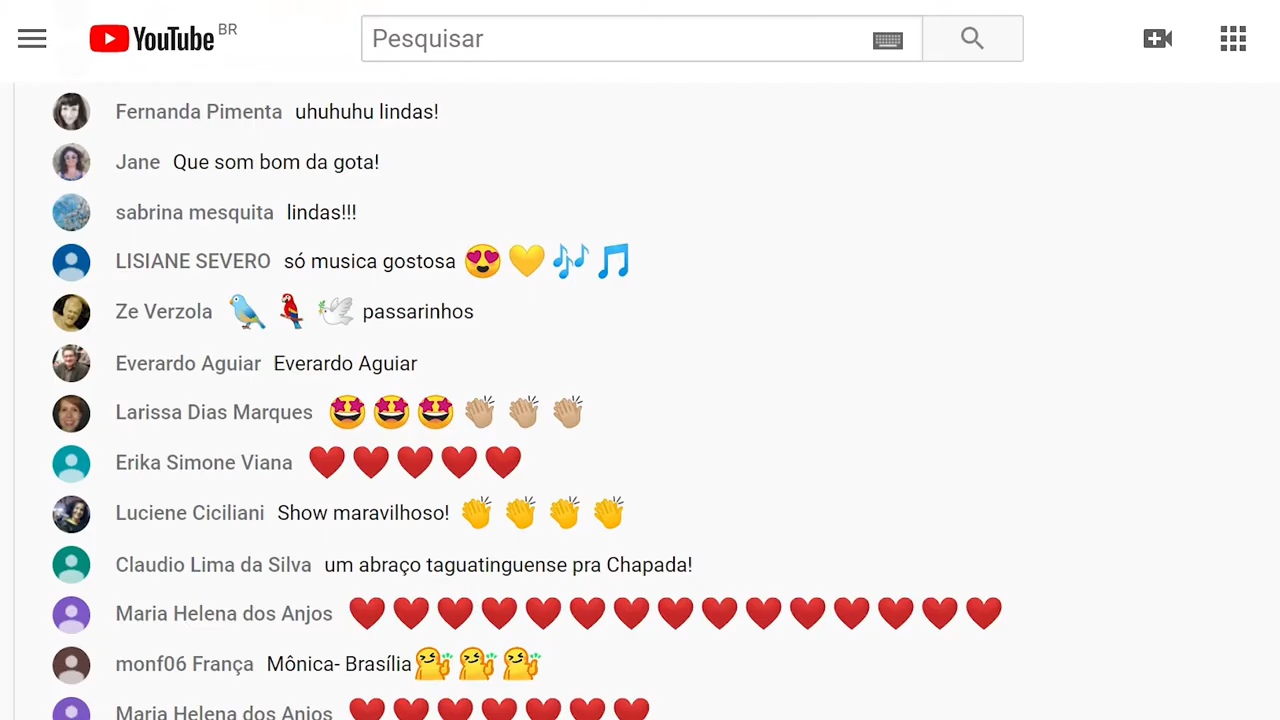 YouTube BR
Pesquisar
Fernanda Pimenta uhuhuhu lindas!
Jane Que som bom da gota!
sabrina mesquita lindas!!!
LISIANE SEVERO só musica gostosa 😍 💛 🎶 🎵
Ze Verzola 🐦 🦜 🕊️ passarinhos
Everardo Aguiar Everardo Aguiar
Larissa Dias Marques 🤩 🤩 🤩 👏🏼 👏🏼 👏🏼
Erika Simone Viana ❤️ ❤️ ❤️ ❤️ ❤️
Luciene Ciciliani Show maravilhoso! 👏 👏 👏 👏
Claudio Lima da Silva um abraço taguatinguense pra Chapada!
Maria Helena dos Anjos ❤️ ❤️ ❤️ ❤️ ❤️ ❤️ ❤️ ❤️ ❤️ ❤️ ❤️ ❤️ ❤️ ❤️ ❤️
monf06 França Mônica- Brasília
Maria Helena dos Anjos ❤️ ❤️ ❤️ ❤️ ❤️ ❤️ ❤️